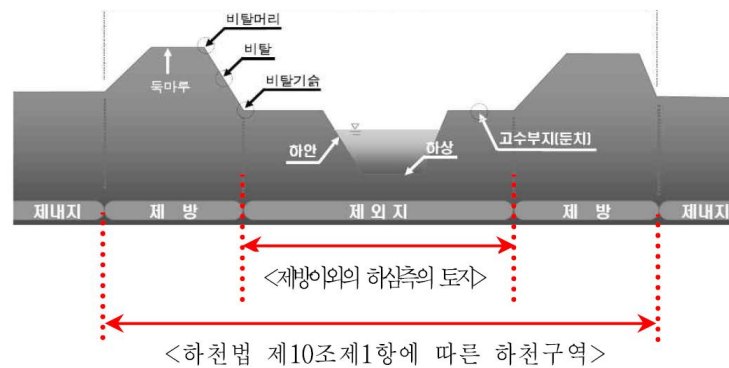 비탈머리
비탈
둑마루
비탈기슭
하안
하상
고수부지(둔치)
제내지 제 방 제 외 지 제 방 제내지
<제방이외의 하심측의 토지>
<하천법 제10조제1항에 따른 하천구역>